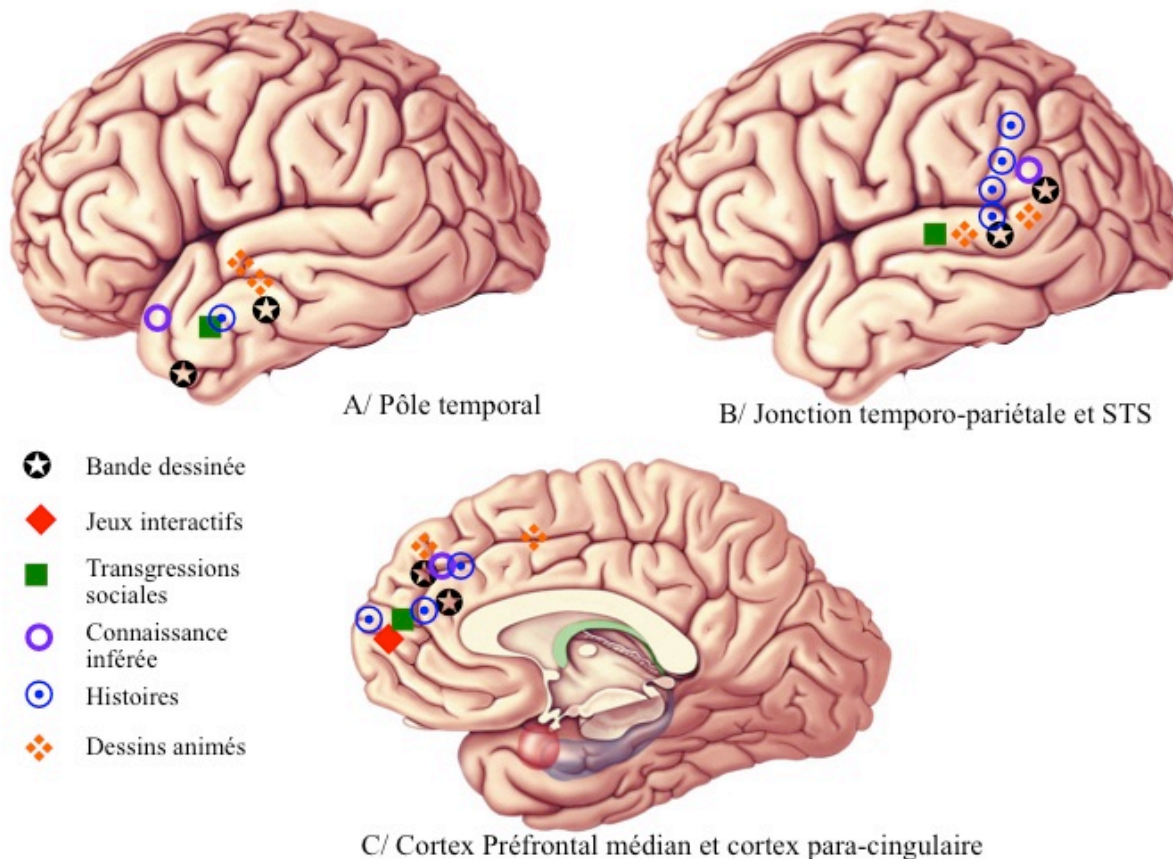 A/ Pôle temporal
B/ Jonction temporo-pariétale et STS
Bande dessinée
Jeux interactifs
Transgressions
sociales
Connaissance
inférée
Histoires
Dessins animés
C/ Cortex Préfrontal médian et cortex para-cingulaire